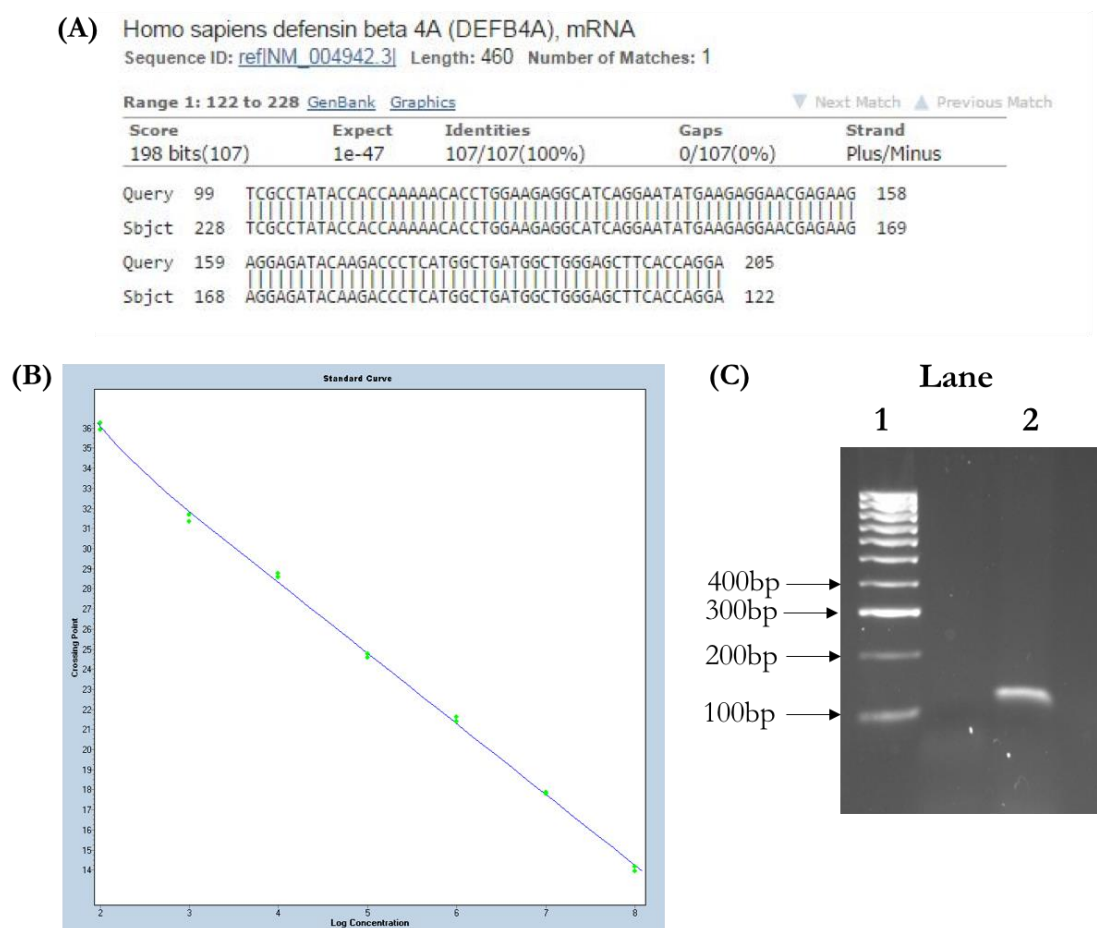 (A) Homo sapiens defensin beta 4A (DEFB4A), mRNA
Sequence ID: ref|NM_004942.3| Length: 460 Number of Matches: 1
Range 1: 122 to 228 GenBank Graphics ▼ Next Match ▲ Previous Match
Score Expect Identities Gaps Strand
198 bits(107) 1e-47 107/107(100%) 0/107(0%) Plus/Minus
Query 99 TCGCCTATACCACCAAAAACACCTGGAAGAGGCATCAGGAATATGAAGAGGAACGAGAAG 158
Sbjct 228 TCGCCTATACCACCAAAAACACCTGGAAGAGGCATCAGGAATATGAAGAGGAACGAGAAG 169
Query 159 AGGAGATACAAGACCCTCATGGCTGATGGCTGGGAGCTTCACCAGGA 205
Sbjct 168 AGGAGATACAAGACCCTCATGGCTGATGGCTGGGAGCTTCACCAGGA 122
(B)
Standard Curve
36
35
34
33
32
31
30
29
28
27
26
25
24
23
22
21
20
19
18
17
16
15
14
Crossing Point
2 3 4 5 6 7 8
Log Concentration
(C) Lane
1 2
400bp
300bp
200bp
100bp